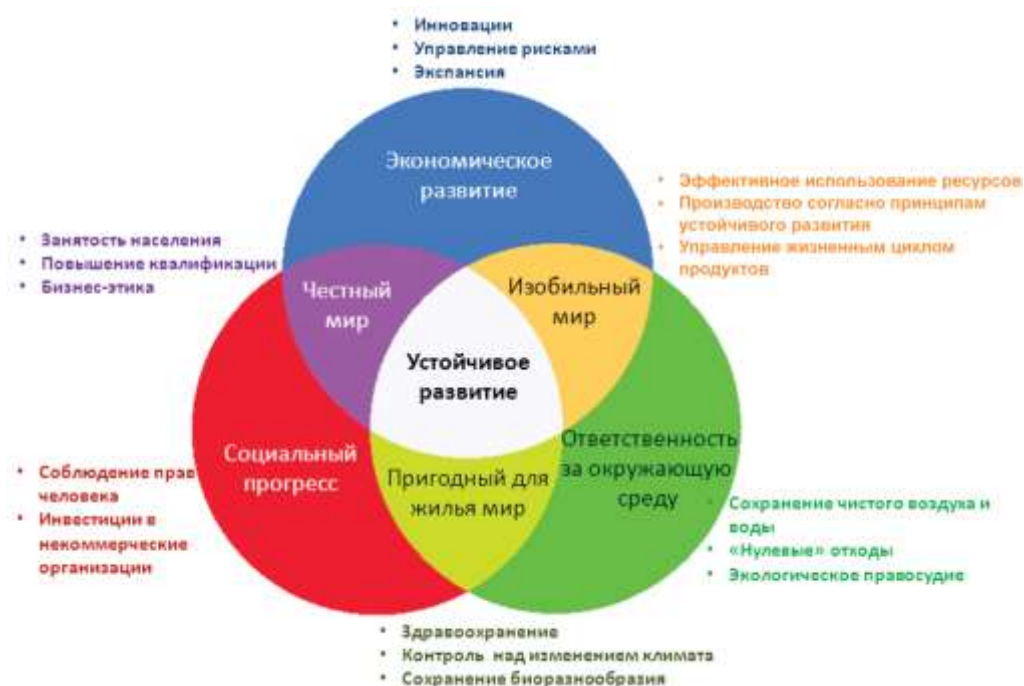 • Инновации
• Управление рисками
• Экспансия
Экономическое
развитие
• Эффективное использование ресурсов
• Производство согласно принципам
устойчивого развития
• Управление жизненным циклом
продуктов
• Занятость населения
• Повышение квалификации
• Бизнес-этика
Честный
мир
Изобильный
мир
Устойчивое
развитие
Социальный
прогресс
Пригодный для
жилья мир
Ответственность
за окружающую
среду
• Соблюдение прав
человека
• Инвестиции в
некоммерческие
организации
• Сохранение чистого воздуха и
воды
• «Нулевые» отходы
• Экологическое правосудие
• Здравоохранение
• Контроль над изменением климата
• Сохранение биоразнообразия